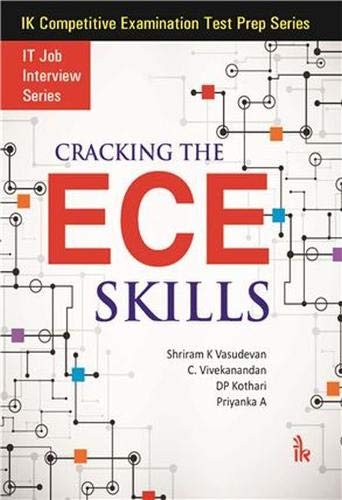 IK Competitive Examination Test Prep Series
IT Job
Interview
Series
CRACKING THE
ECE
SKILLS
Shriram K Vasudevan
C. Vivekanandan
DP Kothari
Priyanka A
ik